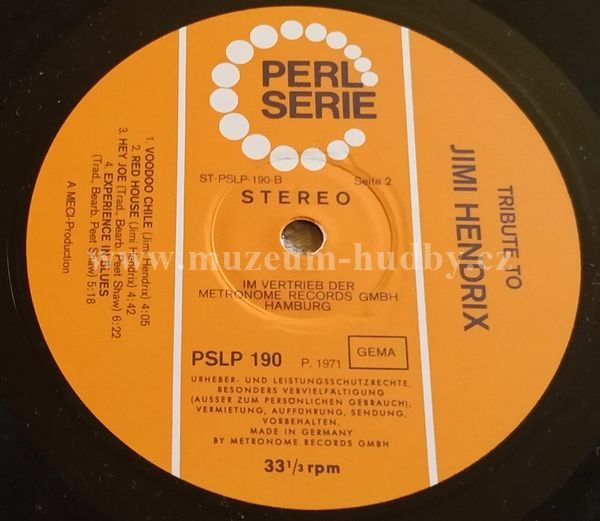 PERL
SERIE
ST-PSLP-190-B
Seite 2
STEREO
1. VOODOO CHILE (Jimi Hendrix) 4:05
2. RED HOUSE (Jimi Hendrix) 4:42
3. HEY JOE (Trad., Bearb. Peet Shaw) 6:22
4. EXPERIENCE IN BLUES
(Trad., Bearb. Peet Shaw) 5:18
A MECI-Production
TRIBUTE TO
JIMI HENDRIX
www.muzeum-hudby.cz
IM VERTRIEB DER
METRONOME RECORDS GMBH
HAMBURG
PSLP 190
P. 1971
GEMA
URHEBER- UND LEISTUNGSSCHUTZRECHTE,
BESONDERS VERVIELFÄLTIGUNG
(AUSSER ZUM PERSÖNLICHEN GEBRAUCH),
VERMIETUNG, AUFFÜHRUNG, SENDUNG,
VORBEHALTEN.
MADE IN GERMANY
BY METRONOME RECORDS GMBH
33 1/3 rpm